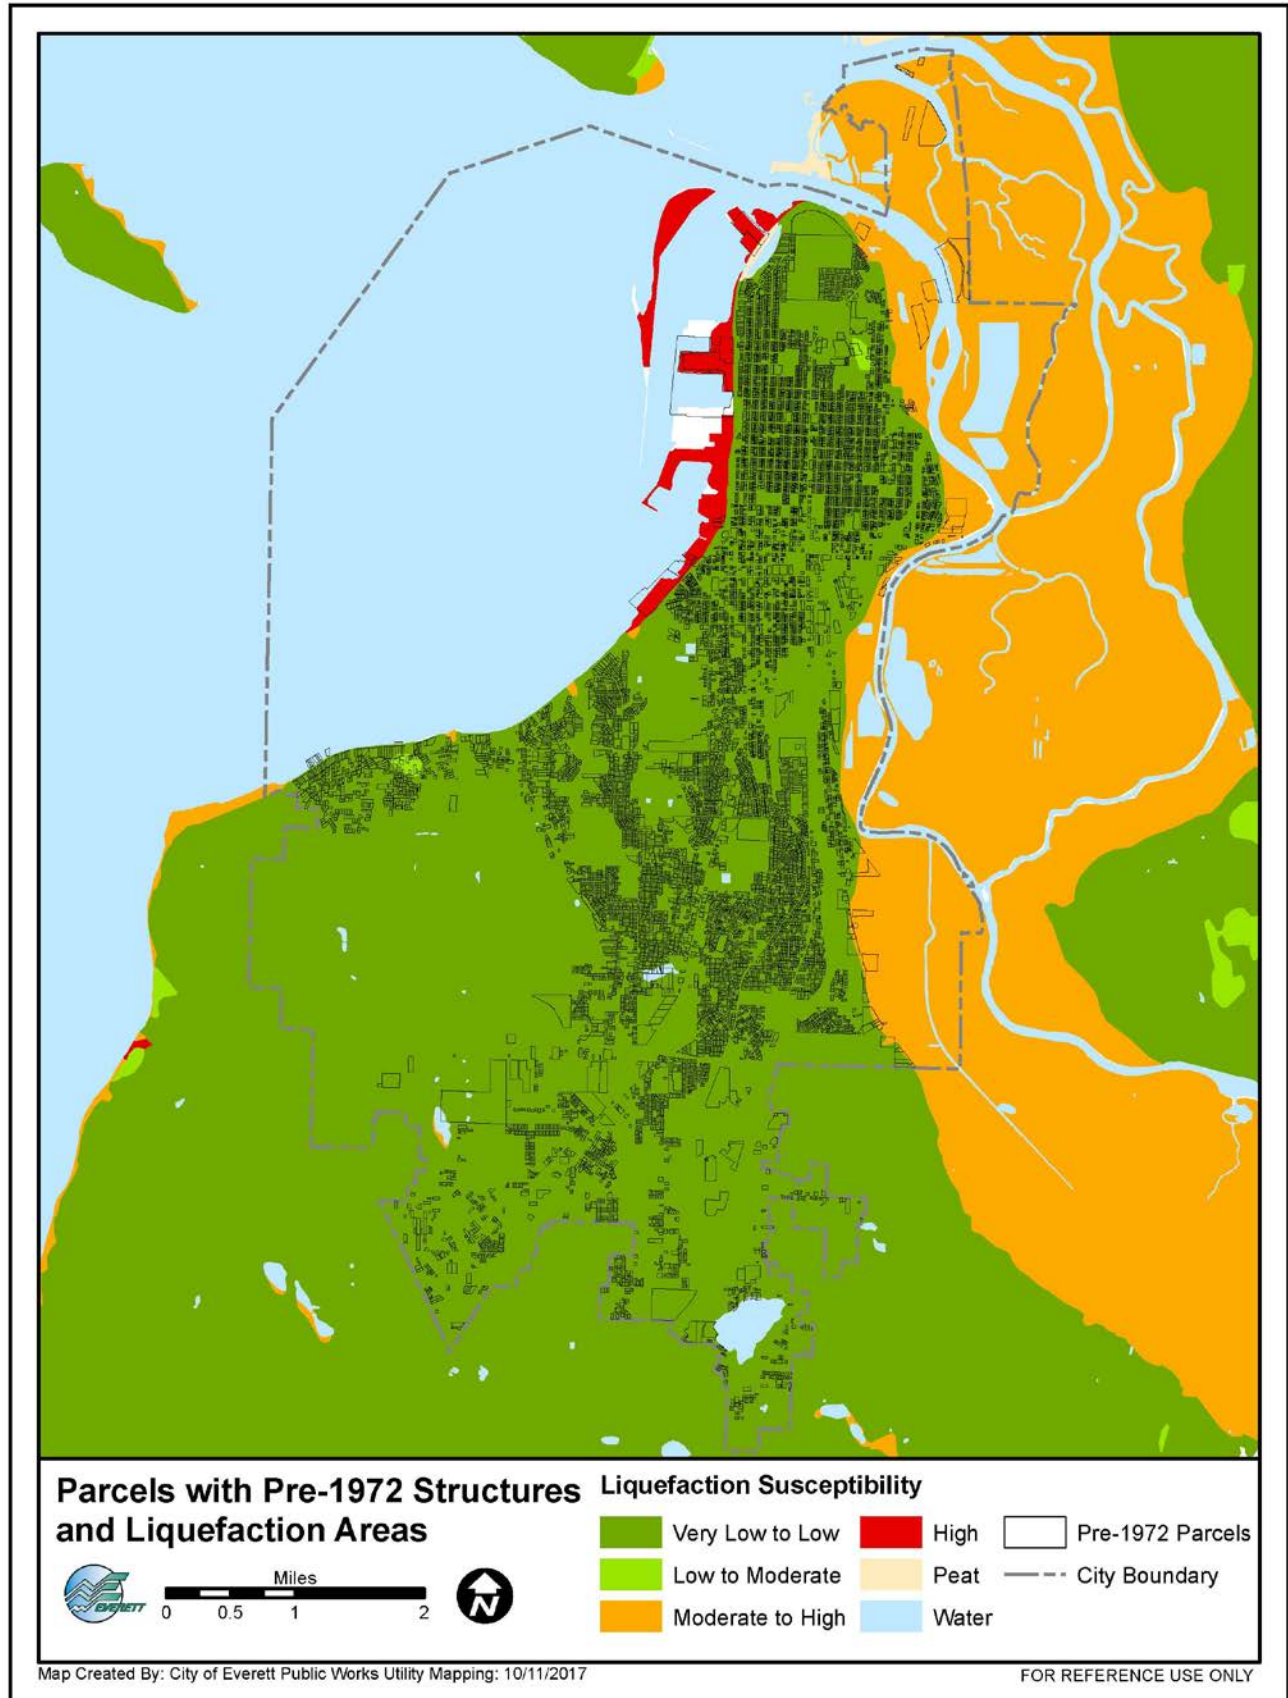 Parcels with Pre-1972 Structures
and Liquefaction Areas
EVERETT
Miles
0 0.5 1 2
N
Liquefaction Susceptibility
Very Low to Low
Low to Moderate
Moderate to High
High
Peat
Water
Pre-1972 Parcels
City Boundary
Map Created By: City of Everett Public Works Utility Mapping: 10/11/2017
FOR REFERENCE USE ONLY